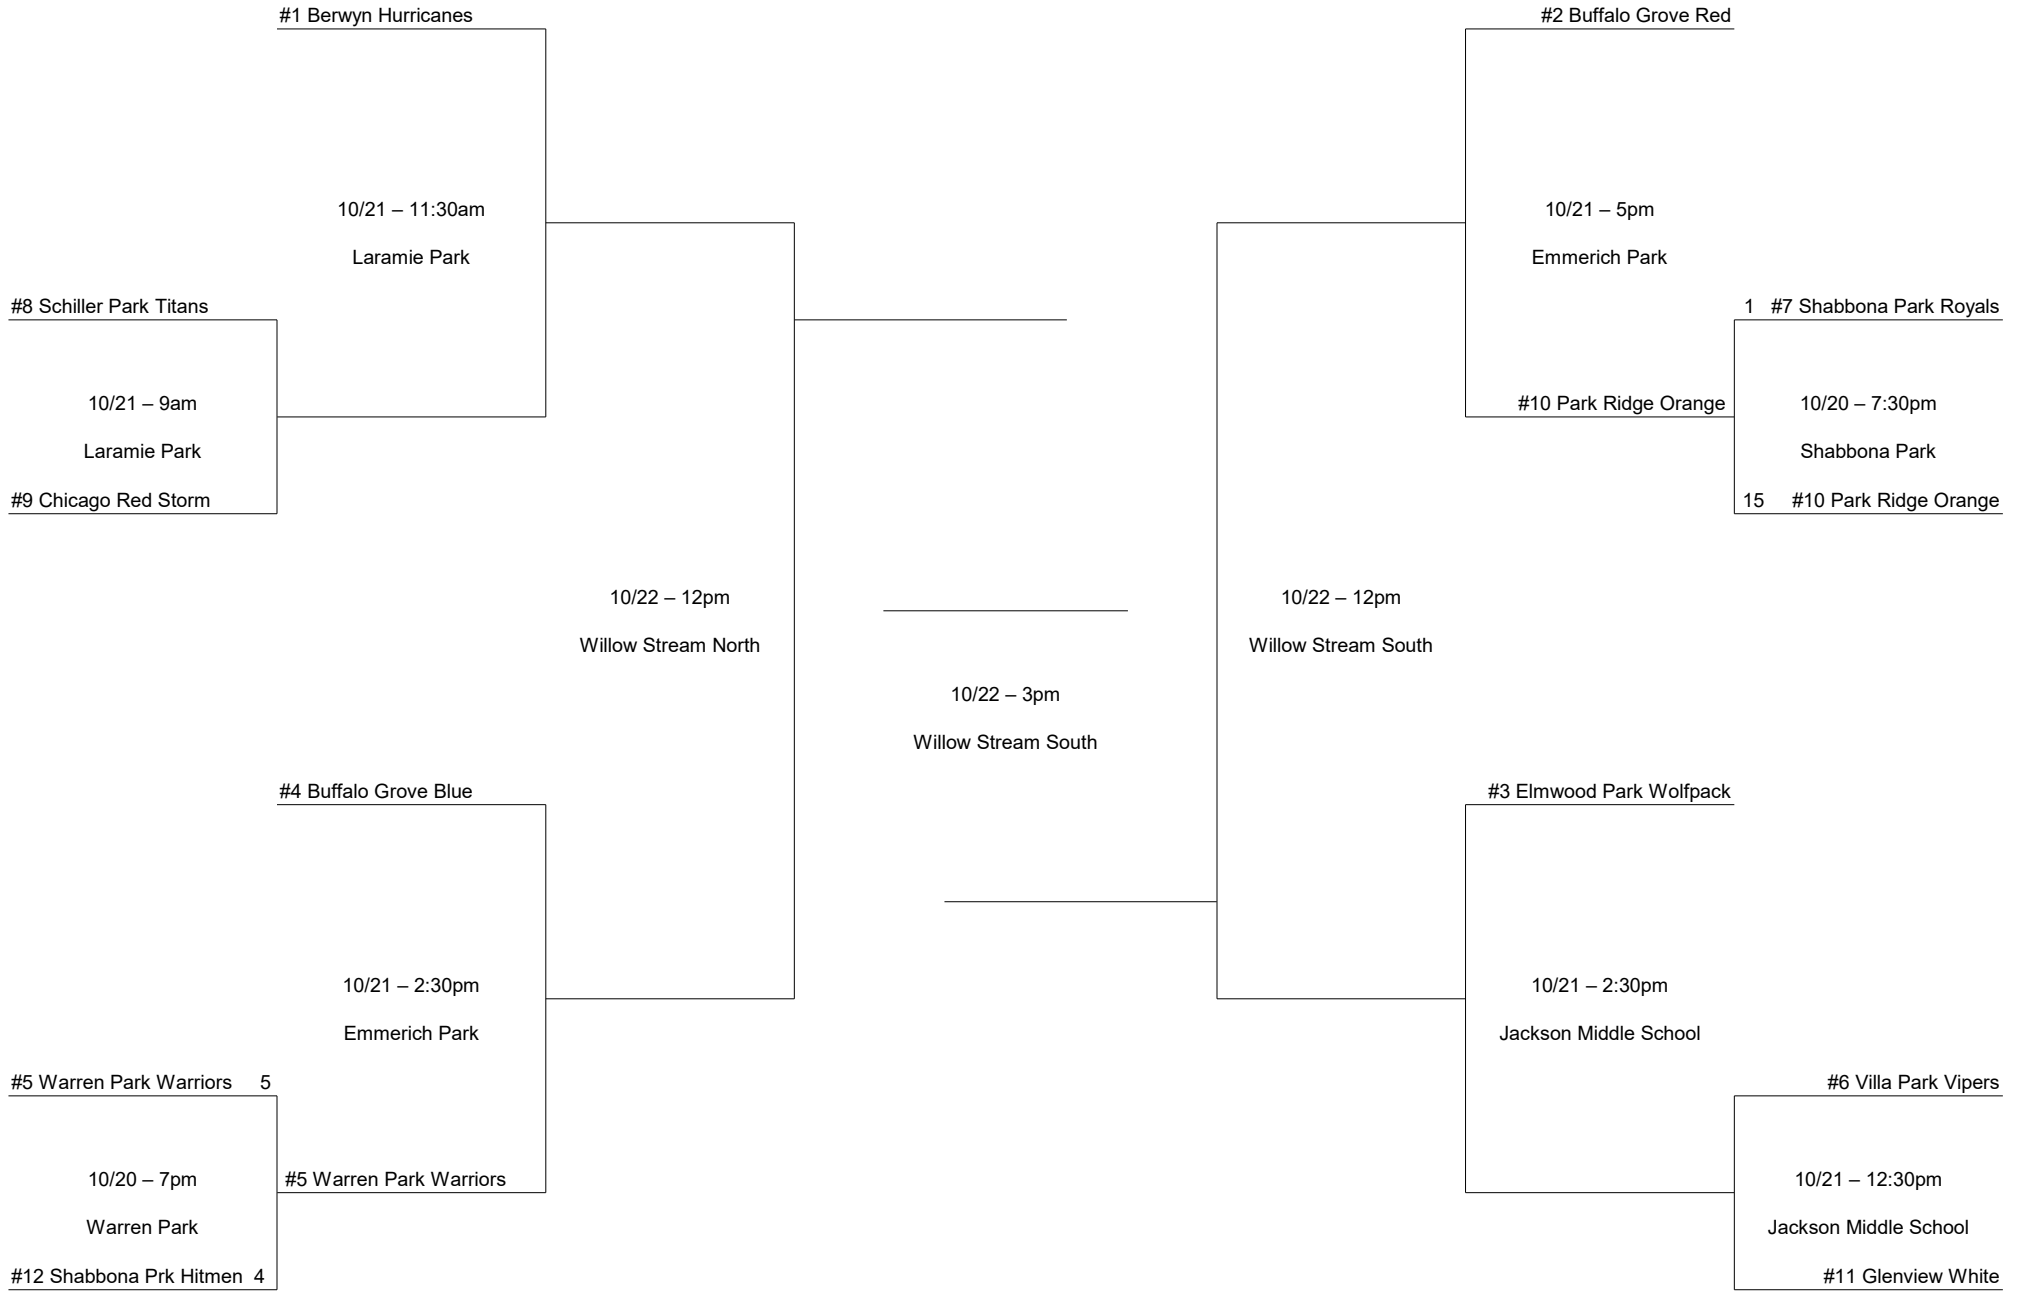 #1 Berwyn Hurricanes
#2 Buffalo Grove Red
10/21 – 11:30am
10/21 – 5pm
Laramie Park
Emmerich Park
#8 Schiller Park Titans
1 #7 Shabbona Park Royals
10/21 – 9am
#10 Park Ridge Orange
10/20 – 7:30pm
Laramie Park
Shabbona Park
#9 Chicago Red Storm
15 #10 Park Ridge Orange
10/22 – 12pm
10/22 – 12pm
Willow Stream North
Willow Stream South
10/22 – 3pm
Willow Stream South
#4 Buffalo Grove Blue
#3 Elmwood Park Wolfpack
10/21 – 2:30pm
10/21 – 2:30pm
Emmerich Park
Jackson Middle School
#5 Warren Park Warriors 5
#6 Villa Park Vipers
10/20 – 7pm
#5 Warren Park Warriors
10/21 – 12:30pm
Warren Park
Jackson Middle School
#12 Shabbona Prk Hitmen 4
#11 Glenview White